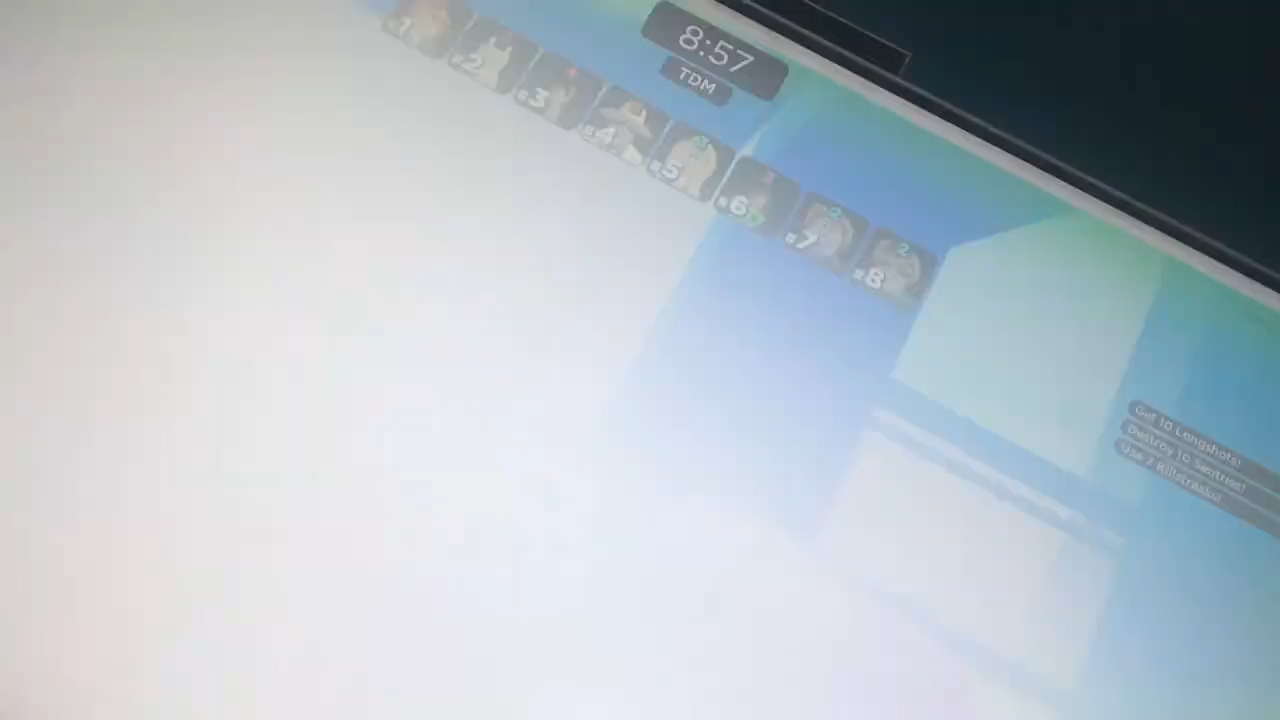 8:57
TDM
#1
#2
#3
#4
#5
#6
#7
#8
2
Get 10 Longshots!
Destroy 10 Sentries!
Use 7 Killstreaks!